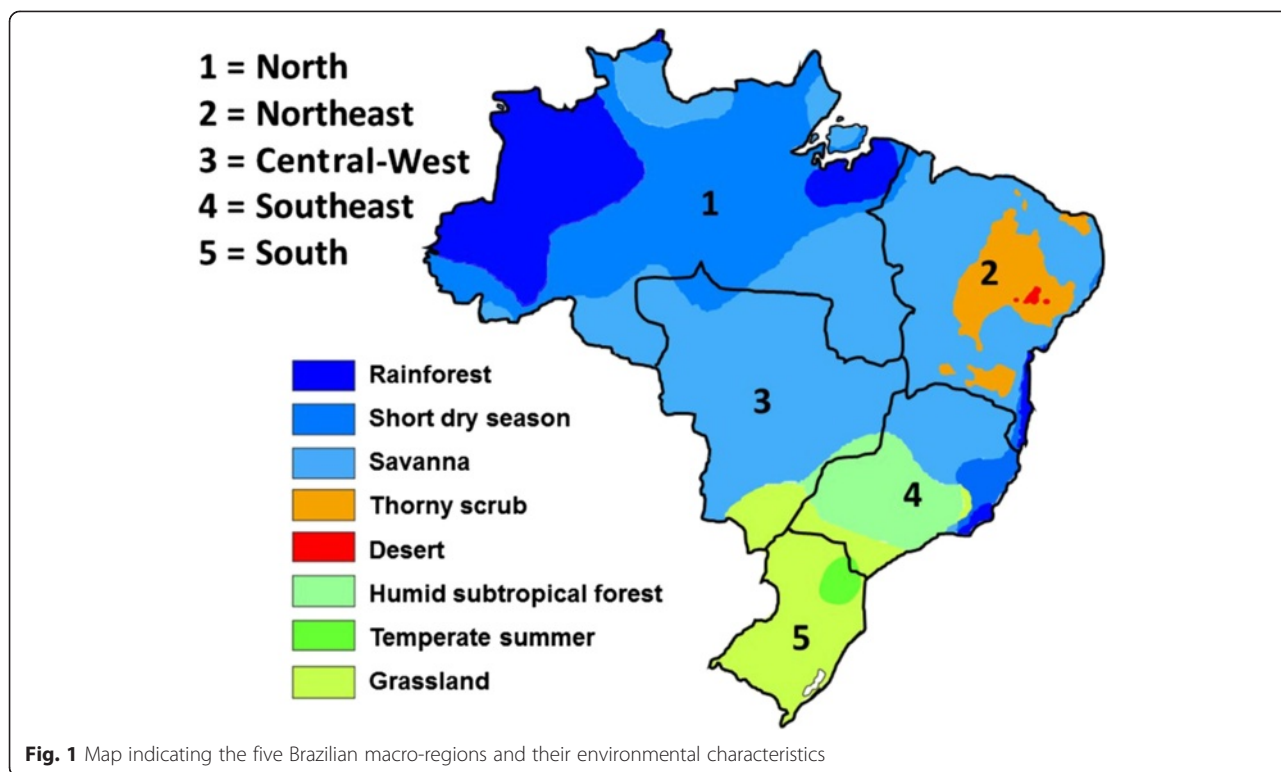 1 = North
2 = Northeast
3 = Central-West
4 = Southeast
5 = South
1
2
3
4
5
Rainforest
Short dry season
Savanna
Thorny scrub
Desert
Humid subtropical forest
Temperate summer
Grassland
Fig. 1 Map indicating the five Brazilian macro-regions and their environmental characteristics